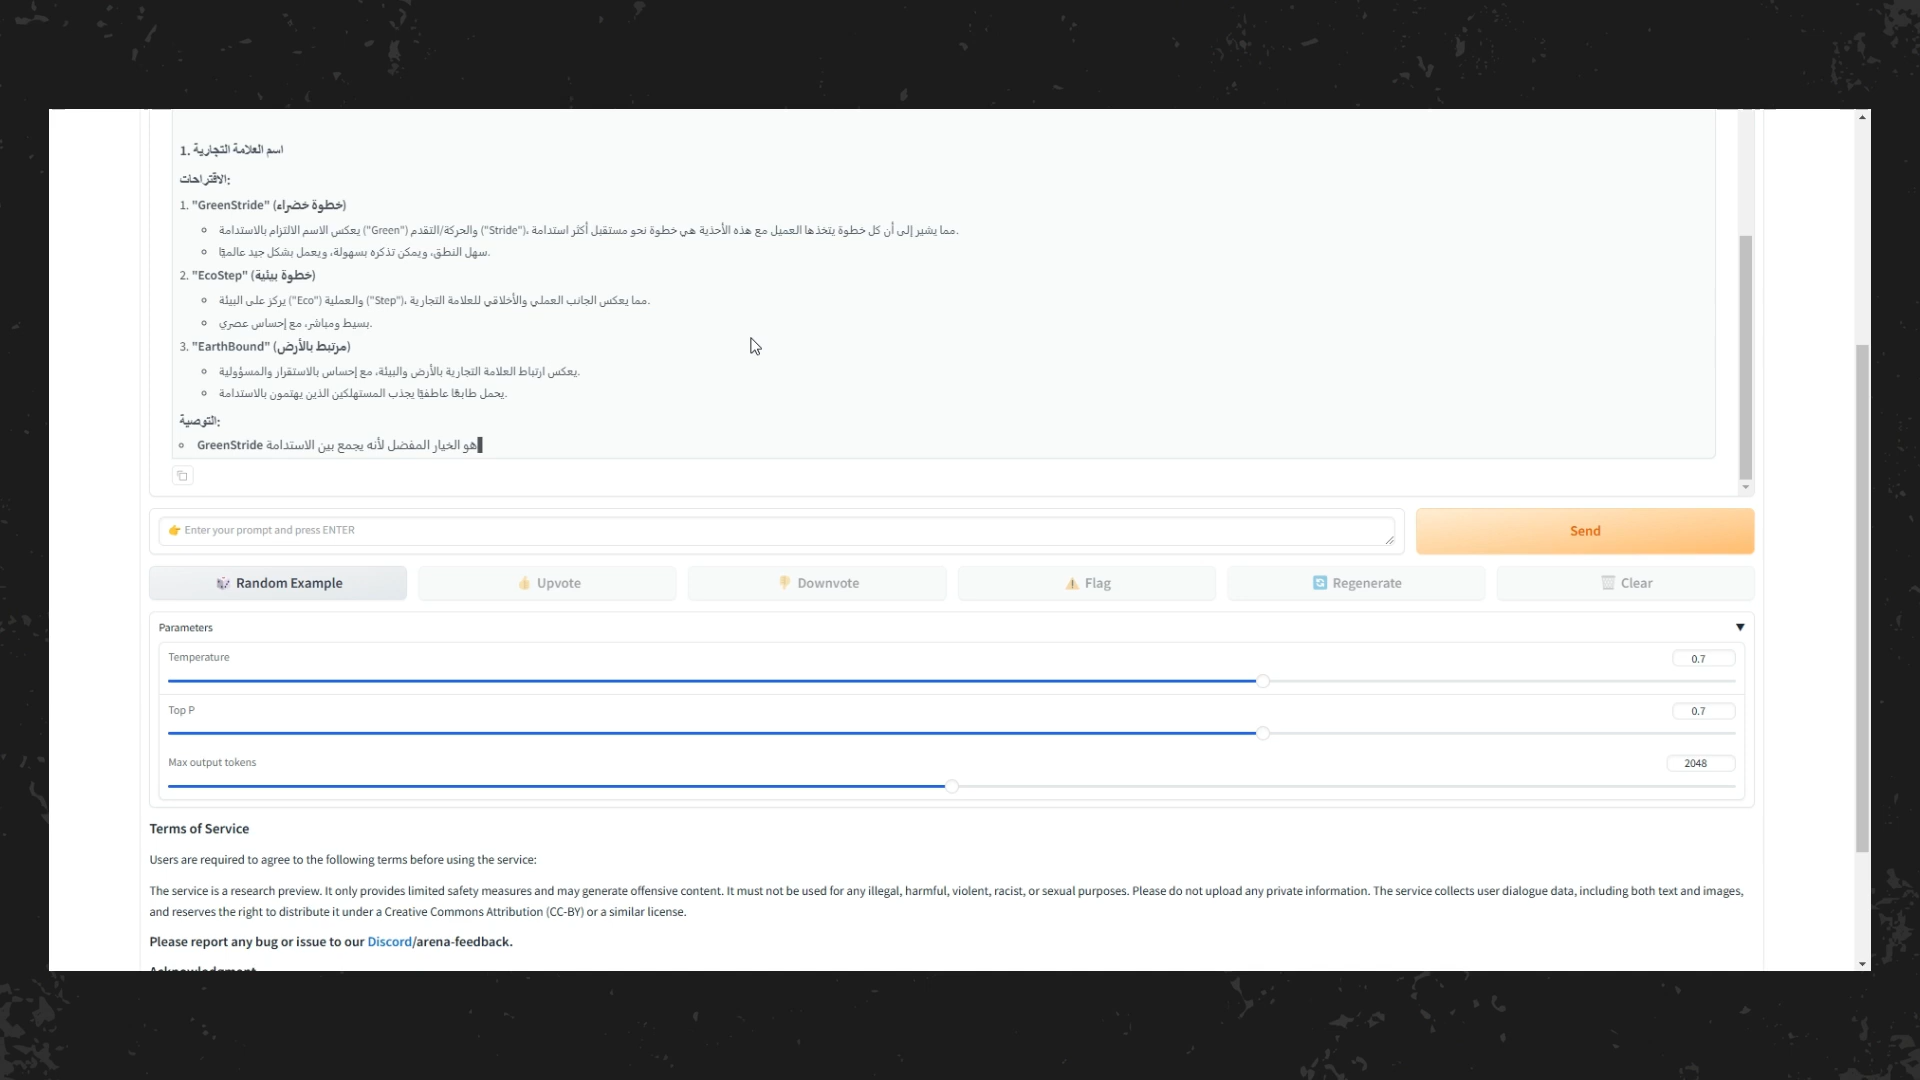 1. اسم العلامة التجارية
الاقتراحات:
1. "GreenStride" (خطوة خضراء)
يعكس الاسم الالتزام بالاستدامة ("Green") والحركة/التقدم ("Stride")، مما يشير إلى أن كل خطوة يتخذها العميل مع هذه الأحذية هي خطوة نحو مستقبل أكثر استدامة.
سهل النطق، ويمكن تذكره بسهولة، ويعمل بشكل جيد عالميًا.
2. "EcoStep" (خطوة بيئية)
يركز على البيئة ("Eco") والعملية ("Step")، مما يعكس الجانب العملي والأخلاقي للعلامة التجارية.
بسيط ومباشر، مع إحساس عصري.
3. "EarthBound" (مرتبط بالأرض)
يعكس ارتباط العلامة التجارية بالأرض والبيئة، مع إحساس بالاستقرار والمسؤولية.
يحمل طابعًا عاطفيًا يجذب المستهلكين الذين يهتمون بالاستدامة.
التوصية:
GreenStride هو الخيار المفضل لأنه يجمع بين الاستدامة
👉 Enter your prompt and press ENTER
Send
🎲 Random Example
👍 Upvote
👎 Downvote
⚠️ Flag
🔄 Regenerate
🗑️ Clear
Parameters
Temperature
0.7
Top P
0.7
Max output tokens
2048
Terms of Service
Users are required to agree to the following terms before using the service:
The service is a research preview. It only provides limited safety measures and may generate offensive content. It must not be used for any illegal, harmful, violent, racist, or sexual purposes. Please do not upload any private information. The service collects user dialogue data, including both text and images,
and reserves the right to distribute it under a Creative Commons Attribution (CC-BY) or a similar license.
Please report any bug or issue to our Discord/arena-feedback.